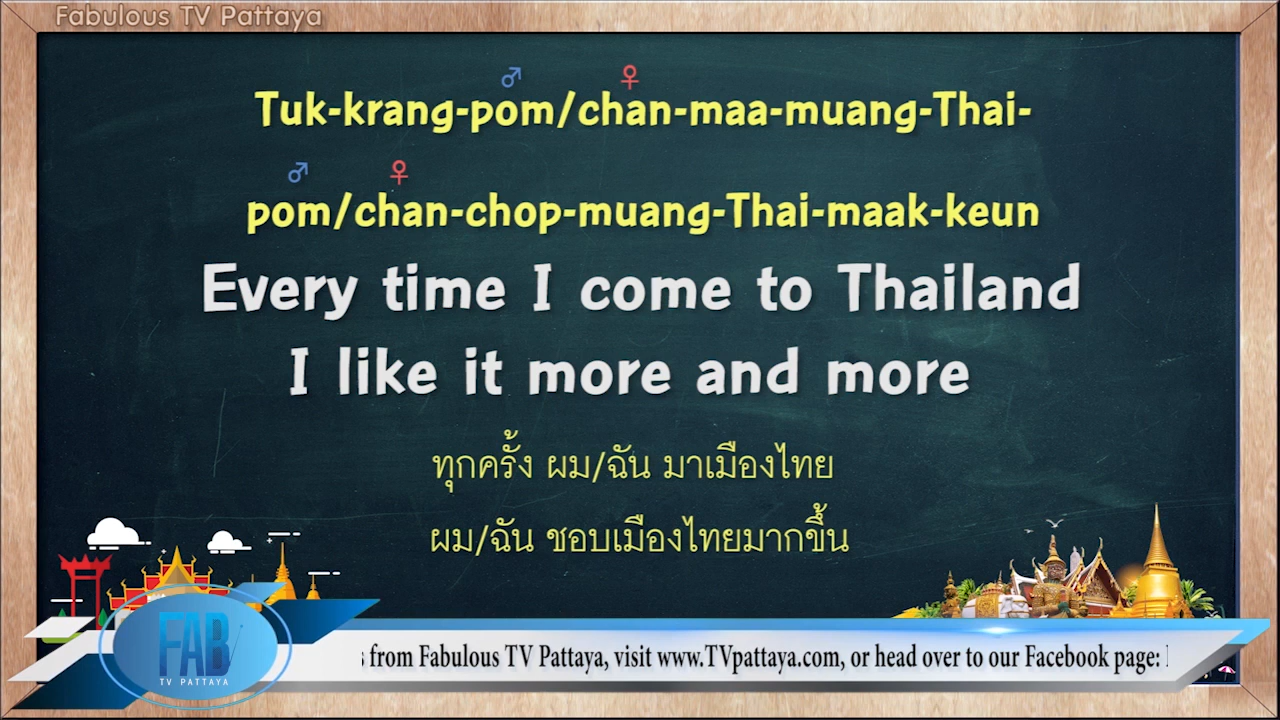 Fabulous TV Pattaya
♂ ♀
Tuk-krang-pom/chan-maa-muang-Thai-
♂ ♀
pom/chan-chop-muang-Thai-maak-keun
Every time I come to Thailand
I like it more and more
ทุกครั้ง ผม/ฉัน มาเมืองไทย
ผม/ฉัน ชอบเมืองไทยมากขึ้น
FAB
TV PATTAYA
from Fabulous TV Pattaya, visit www.TVpattaya.com, or head over to our Facebook page: